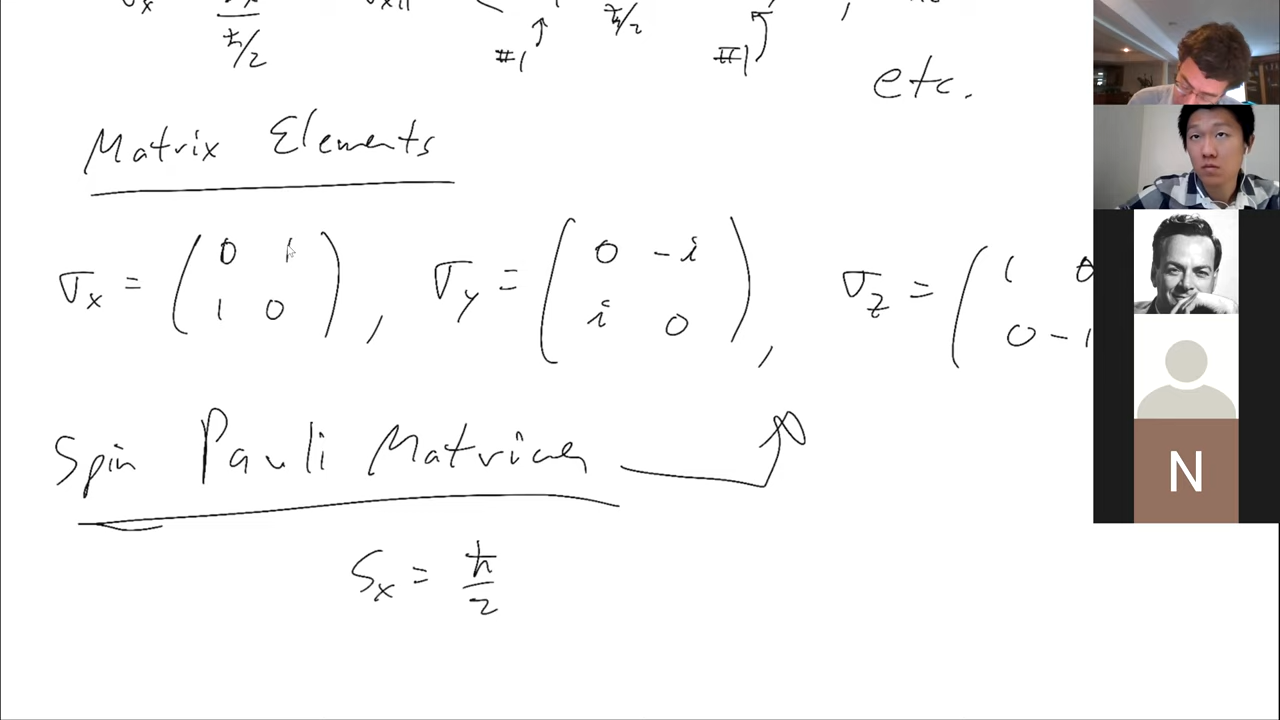 ħ/2 #1 ħ/2 #1
etc.
Matrix Elements
σx = (0 1
1 0), σy = (0 -i
i 0), σz = (1 0
0 -1
Spin Pauli Matrices
Sx = ħ/2
N